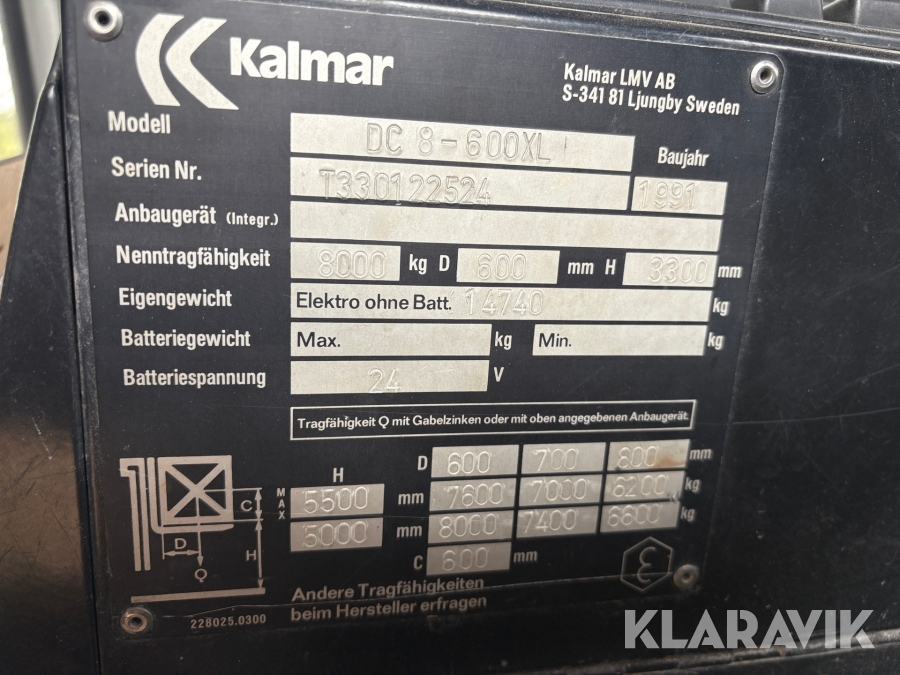 Kalmar
Kalmar LMV AB
S-341 81 Ljungby Sweden
Modell DC 8-600XL
Serien Nr. T330122524 Baujahr 1991
Anbaugerät (Integr.)
Nenntragfähigkeit 8000 kg D 600 mm H 3300 mm
Eigengewicht Elektro ohne Batt. 14740 kg
Batteriegewicht Max. kg Min. kg
Batteriespannung 24 V
Tragfähigkeit Q mit Gabelzinken oder mit oben angegebenen Anbaugerät.
H D 600 700 800 mm
MAX 5500 mm 7600 7000 6200 kg
5000 mm 8000 7400 6600 kg
C 600 mm
C
D H
Q
Andere Tragfähigkeiten
beim Hersteller erfragen
228025.0300
KLARAVIK